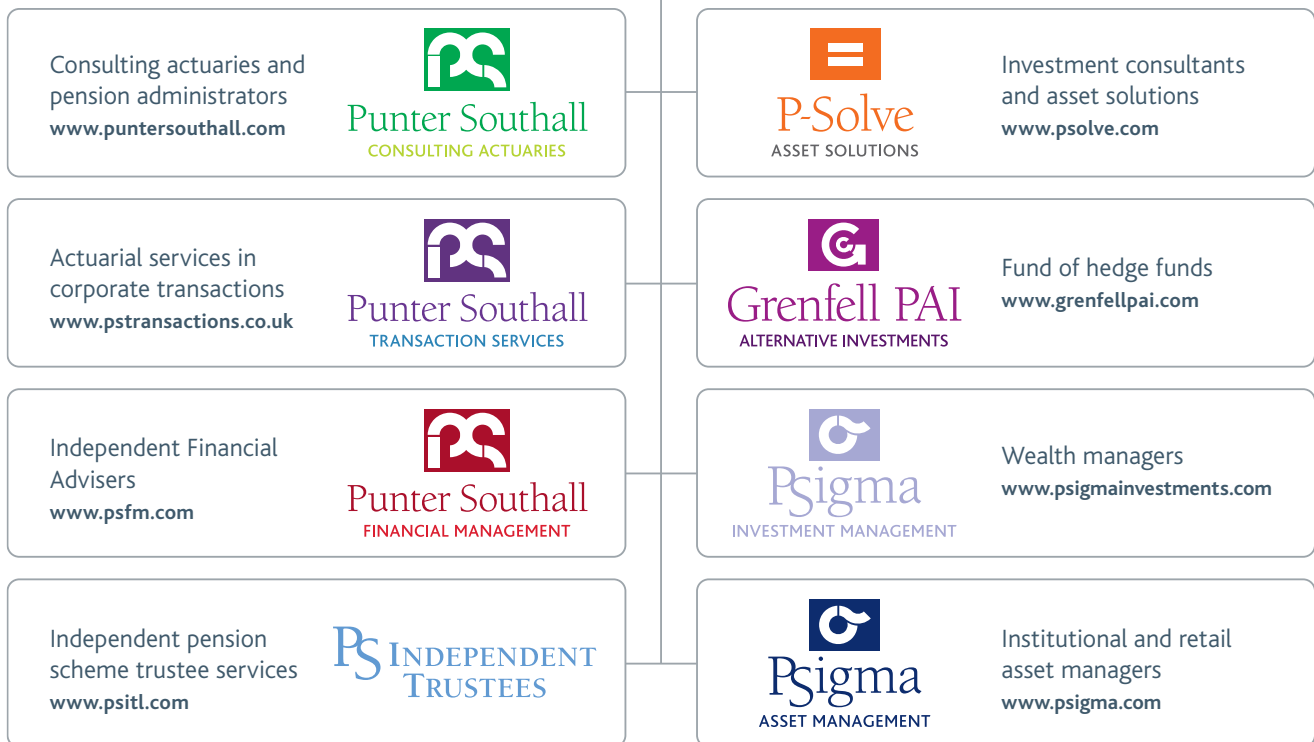 Consulting actuaries and
pension administrators
www.puntersouthall.com
PS
Punter Southall
CONSULTING ACTUARIES
P-Solve
ASSET SOLUTIONS
Investment consultants
and asset solutions
www.psolve.com
Actuarial services in
corporate transactions
www.pstransactions.co.uk
PS
Punter Southall
TRANSACTION SERVICES
G
Grenfell PAI
ALTERNATIVE INVESTMENTS
Fund of hedge funds
www.grenfellpai.com
Independent Financial
Advisers
www.psfm.com
PS
Punter Southall
FINANCIAL MANAGEMENT
PSigma
INVESTMENT MANAGEMENT
Wealth managers
www.psigmainvestments.com
Independent pension
scheme trustee services
www.psitl.com
PS INDEPENDENT
TRUSTEES
PSigma
ASSET MANAGEMENT
Institutional and retail
asset managers
www.psigma.com